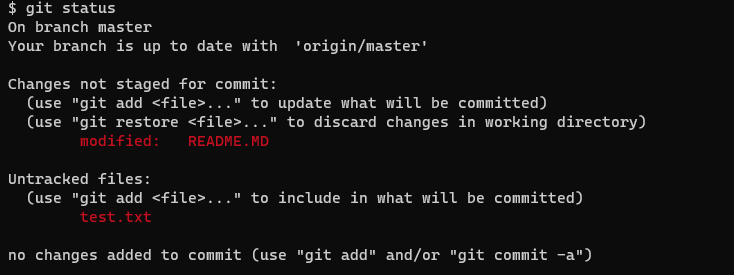 $ git status
On branch master
Your branch is up to date with  'origin/master'
Changes not staged for commit:
  (use "git add <file>..." to update what will be committed)
  (use "git restore <file>..." to discard changes in working directory)
        modified:   README.MD
Untracked files:
  (use "git add <file>..." to include in what will be committed)
        test.txt
no changes added to commit (use "git add" and/or "git commit -a")